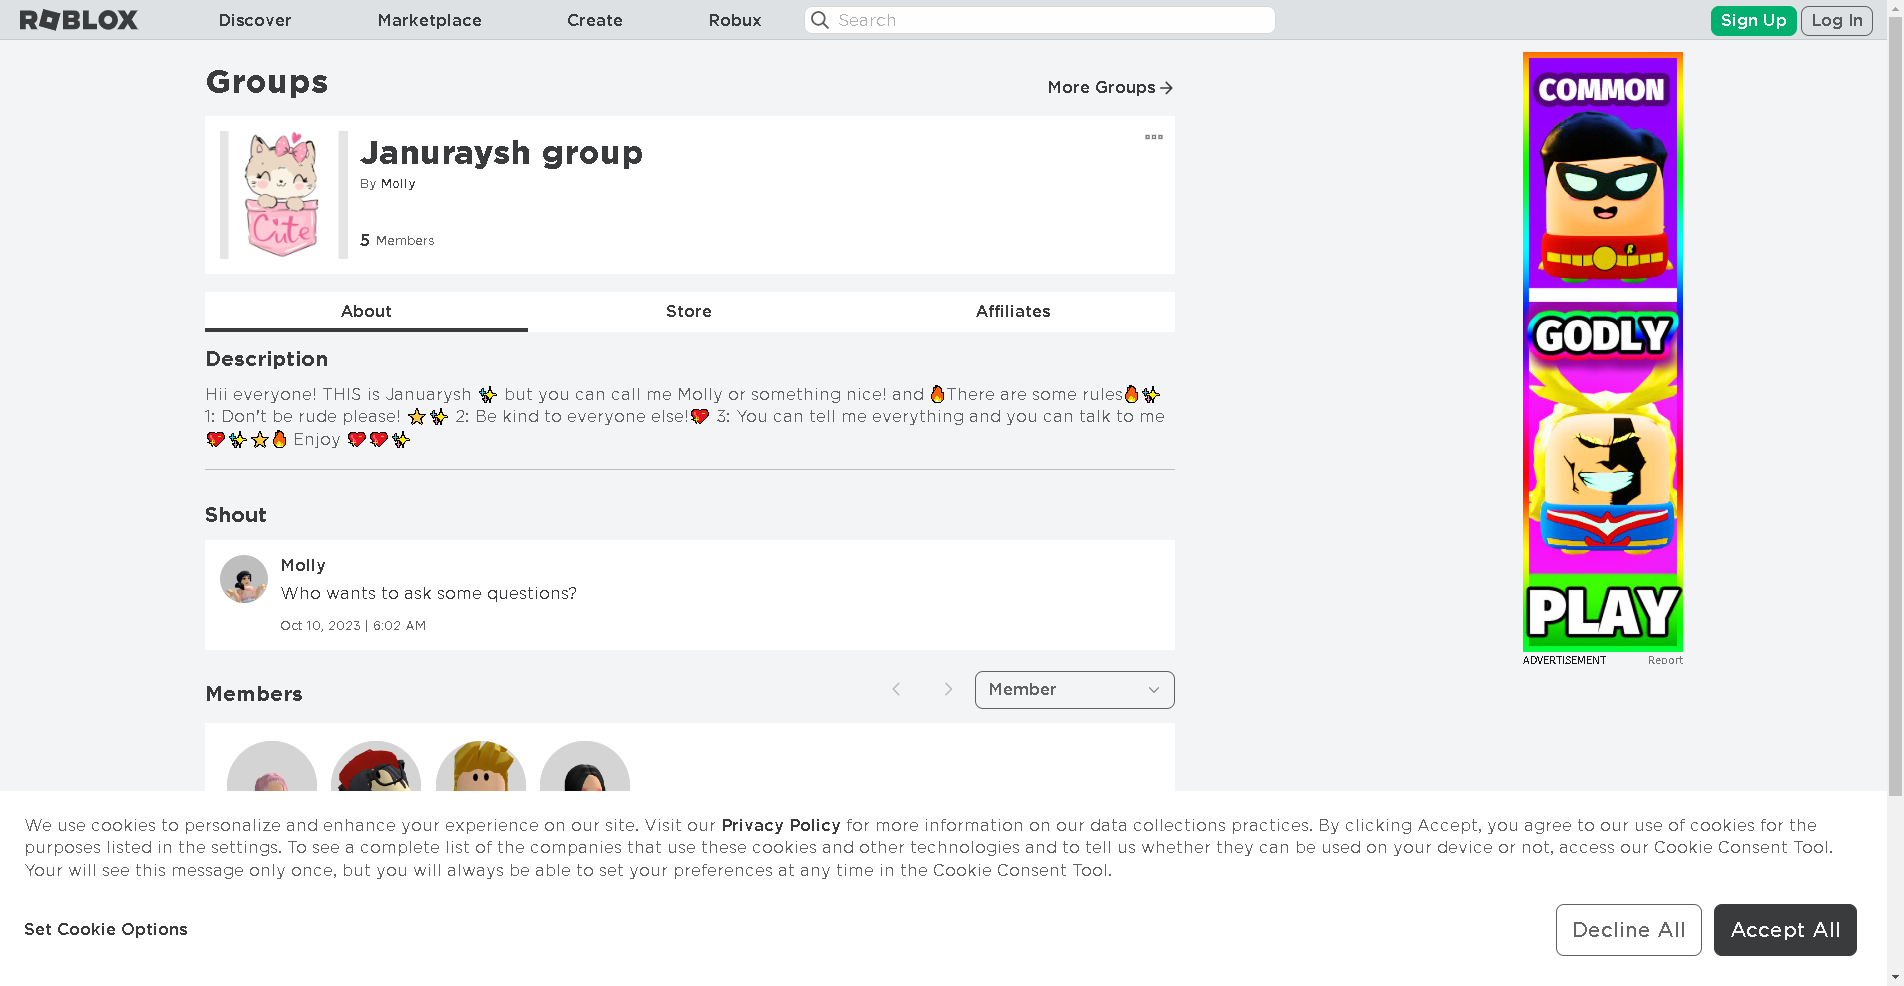 ROBLOX Discover Marketplace Create Robux Search Sign Up Log In
Groups
More Groups
Cute
Januraysh group
By Molly
5 Members
About Store Affiliates
Description
Hii everyone! THIS is Januarysh ✨ but you can call me Molly or something nice! and 🔥There are some rules🔥✨
1: Don't be rude please! ⭐✨ 2: Be kind to everyone else!💖 3: You can tell me everything and you can talk to me
💖✨⭐🔥 Enjoy 💖💖✨
Shout
Molly
Who wants to ask some questions?
Oct 10, 2023 | 6:02 AM
Members
Member
COMMON
R
GODLY
PLAY
ADVERTISEMENT Report
We use cookies to personalize and enhance your experience on our site. Visit our Privacy Policy for more information on our data collections practices. By clicking Accept, you agree to our use of cookies for the
purposes listed in the settings. To see a complete list of the companies that use these cookies and other technologies and to tell us whether they can be used on your device or not, access our Cookie Consent Tool.
Your will see this message only once, but you will always be able to set your preferences at any time in the Cookie Consent Tool.
Set Cookie Options
Decline All
Accept All